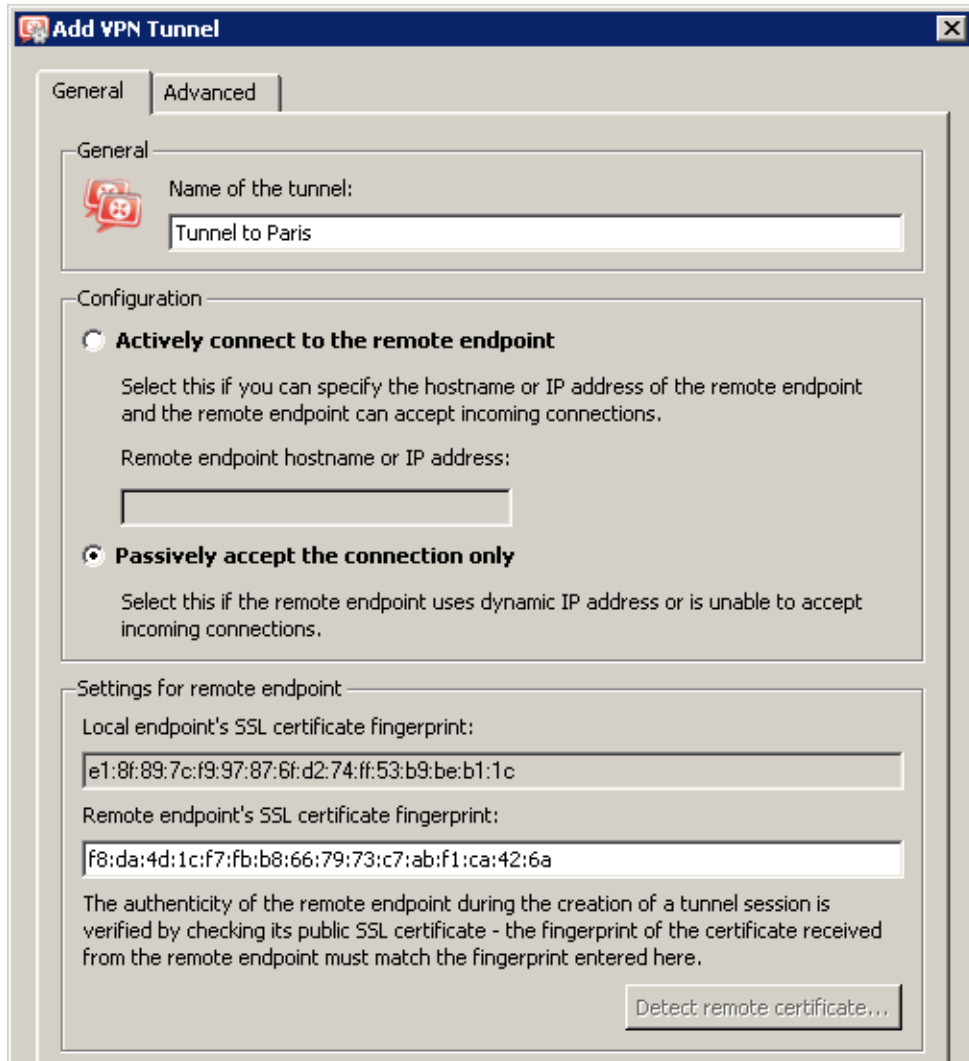 Add VPN Tunnel
General Advanced
General
Name of the tunnel:
Tunnel to Paris
Configuration
Actively connect to the remote endpoint
Select this if you can specify the hostname or IP address of the remote endpoint
and the remote endpoint can accept incoming connections.
Remote endpoint hostname or IP address:
Passively accept the connection only
Select this if the remote endpoint uses dynamic IP address or is unable to accept
incoming connections.
Settings for remote endpoint
Local endpoint's SSL certificate fingerprint:
e1:8f:89:7c:f9:97:87:6f:d2:74:ff:53:b9:be:b1:1c
Remote endpoint's SSL certificate fingerprint:
f8:da:4d:1c:f7:fb:b8:66:79:73:c7:ab:f1:ca:42:6a
The authenticity of the remote endpoint during the creation of a tunnel session is
verified by checking its public SSL certificate - the fingerprint of the certificate received
from the remote endpoint must match the fingerprint entered here.
Detect remote certificate...